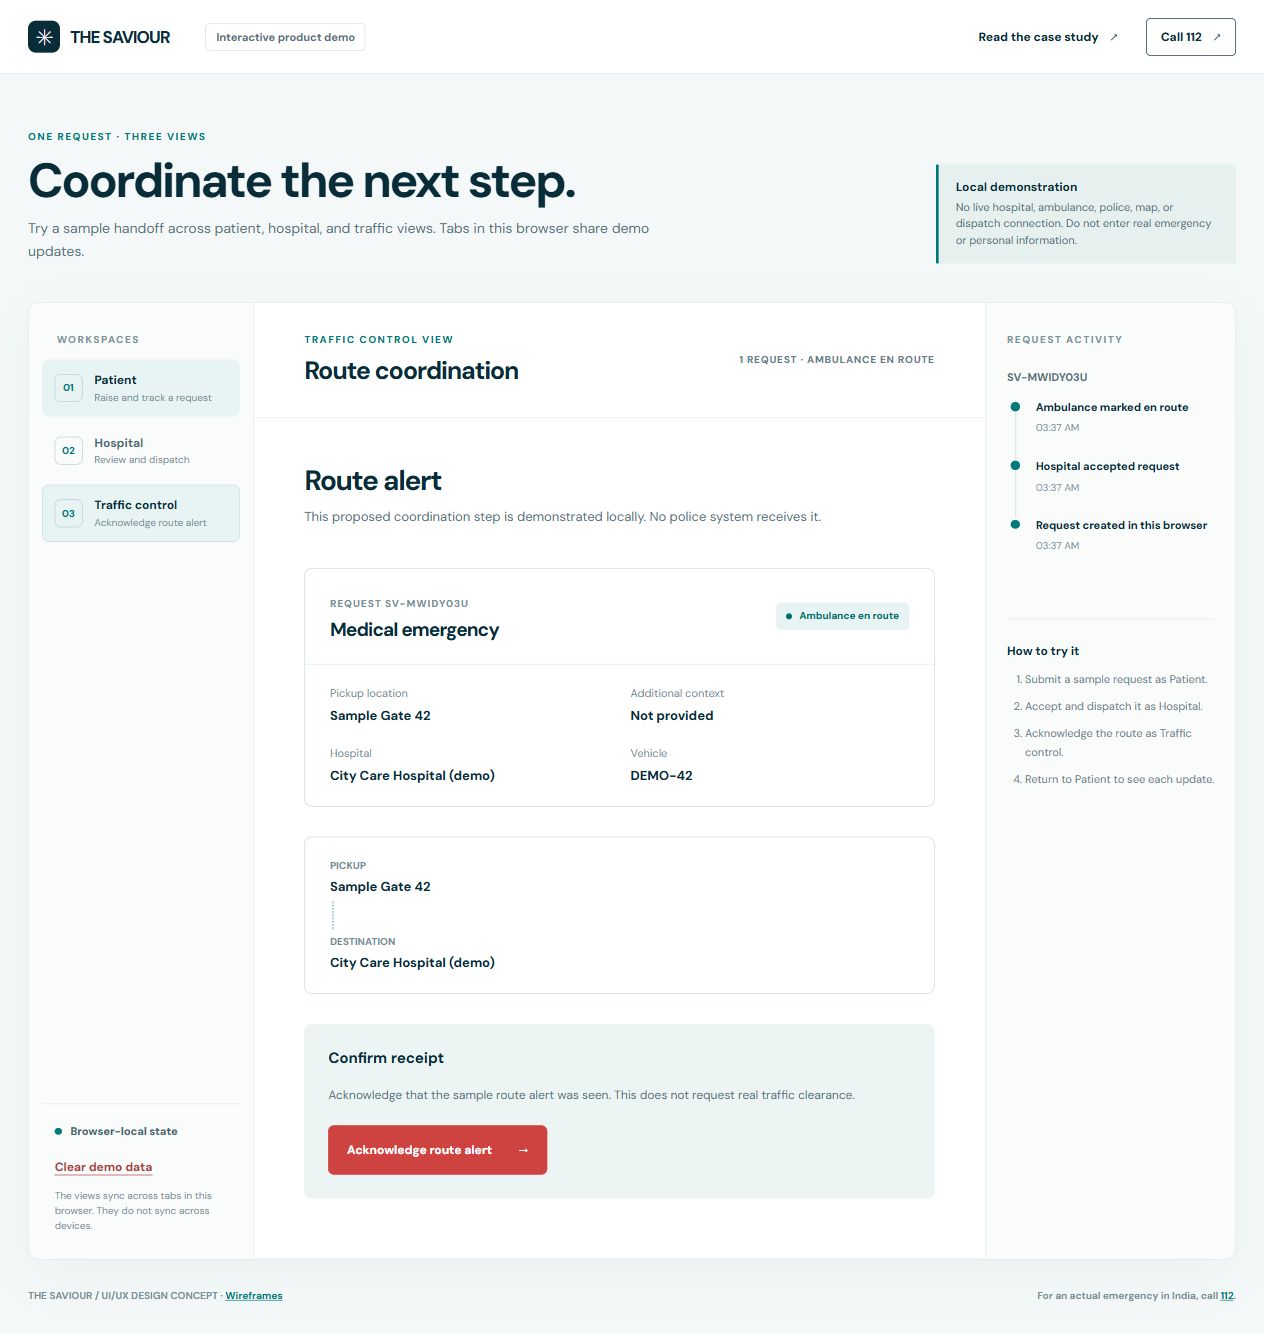 THE SAVIOUR
Interactive product demo
Read the case study ↗
Call 112 ↗
ONE REQUEST · THREE VIEWS
Coordinate the next step.
Try a sample handoff across patient, hospital, and traffic views. Tabs in this browser share demo
updates.
Local demonstration
No live hospital, ambulance, police, map, or
dispatch connection. Do not enter real emergency
or personal information.
WORKSPACES
01
Patient
Raise and track a request
02
Hospital
Review and dispatch
03
Traffic control
Acknowledge route alert
Browser-local state
Clear demo data
The views sync across tabs in this
browser. They do not sync across
devices.
TRAFFIC CONTROL VIEW
Route coordination
1 REQUEST · AMBULANCE EN ROUTE
Route alert
This proposed coordination step is demonstrated locally. No police system receives it.
REQUEST SV-MWIDY03U
Medical emergency
Ambulance en route
Pickup location
Sample Gate 42
Additional context
Not provided
Hospital
City Care Hospital (demo)
Vehicle
DEMO-42
PICKUP
Sample Gate 42
DESTINATION
City Care Hospital (demo)
Confirm receipt
Acknowledge that the sample route alert was seen. This does not request real traffic clearance.
Acknowledge route alert →
REQUEST ACTIVITY
SV-MWIDY03U
Ambulance marked en route
03:37 AM
Hospital accepted request
03:37 AM
Request created in this browser
03:37 AM
How to try it
1. Submit a sample request as Patient.
2. Accept and dispatch it as Hospital.
3. Acknowledge the route as Traffic
control.
4. Return to Patient to see each update.
THE SAVIOUR / UI/UX DESIGN CONCEPT · Wireframes
For an actual emergency in India, call 112.